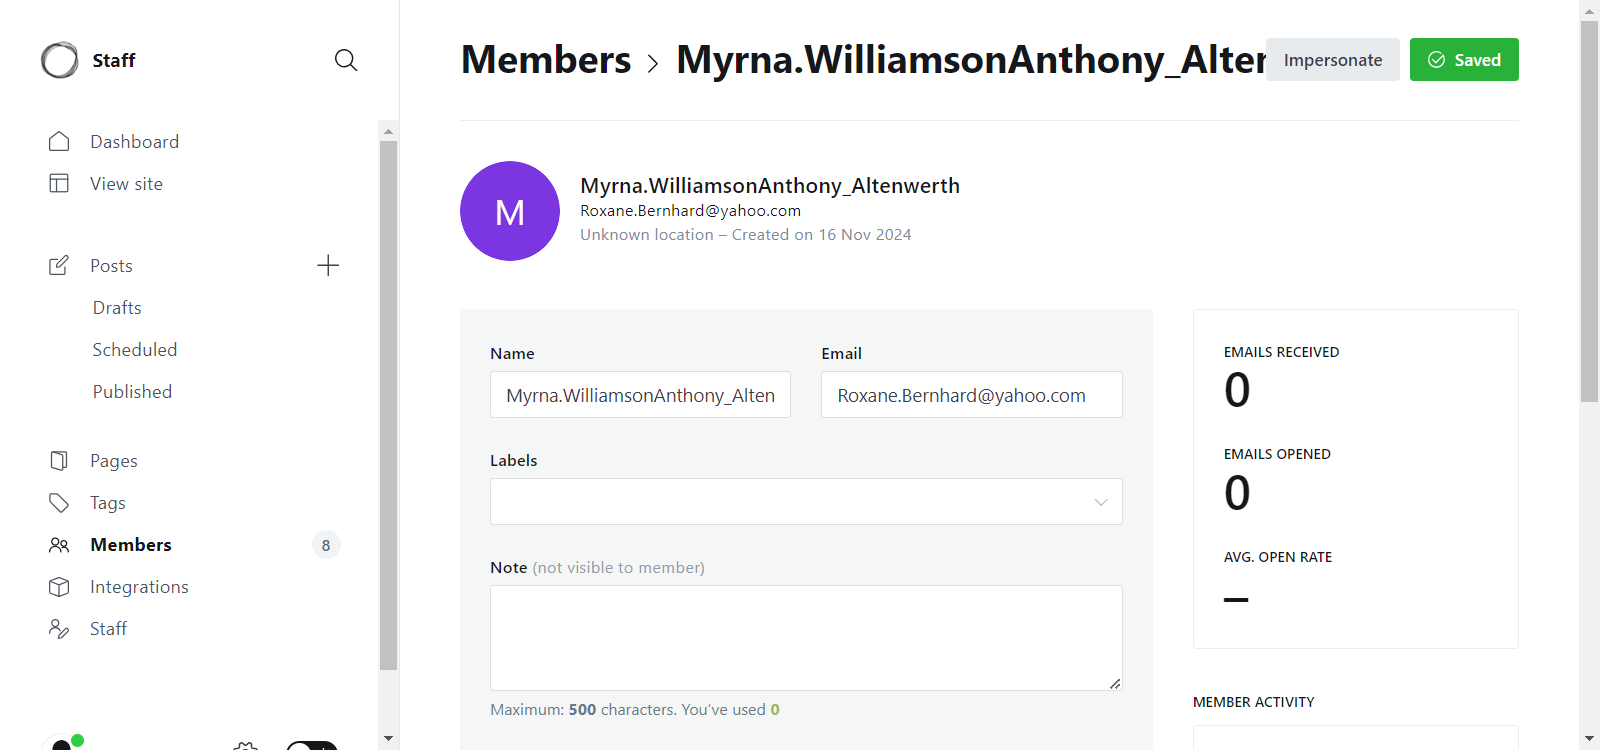 Staff
Dashboard
View site
Posts
Drafts
Scheduled
Published
Pages
Tags
Members 8
Integrations
Staff
Members > Myrna.WilliamsonAnthony_Alter
Impersonate
Saved
M
Myrna.WilliamsonAnthony_Altenwerth
Roxane.Bernhard@yahoo.com
Unknown location – Created on 16 Nov 2024
Name
Myrna.WilliamsonAnthony_Alten
Email
Roxane.Bernhard@yahoo.com
Labels
Note (not visible to member)
Maximum: 500 characters. You've used 0
EMAILS RECEIVED
0
EMAILS OPENED
0
AVG. OPEN RATE
–
MEMBER ACTIVITY